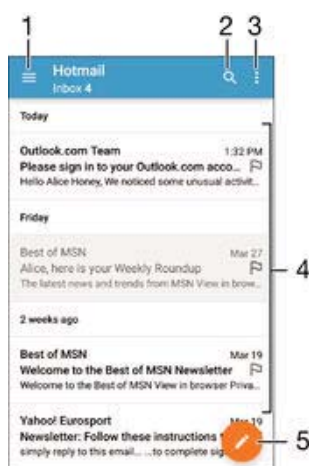 1 2 3
Hotmail
Inbox 4
Today
Outlook.com Team 1:32 PM
Please sign in to your Outlook.com acco...
Hello Alice Honey, We noticed some unusual activit...
Friday
Best of MSN Mar 27
Alice, here is your Weekly Roundup
4
The latest news and trends from MSN View in brow...
2 weeks ago
Best of MSN Mar 19
Welcome to the Best of MSN Newsletter
Welcome to the Best of MSN View in browser Priva...
Yahoo! Eurosport Mar 19
Newsletter: Follow these instructions
5
simply reply to this email... ...to complete